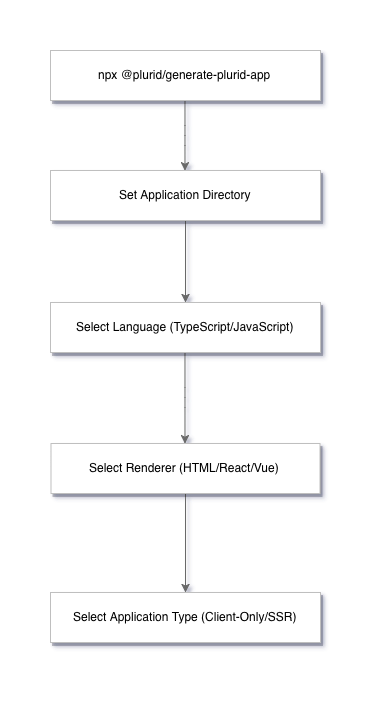 npx @plurid/generate-plurid-app
Set Application Directory
Select Language (TypeScript/JavaScript)
Select Renderer (HTML/React/Vue)
Select Application Type (Client-Only/SSR)